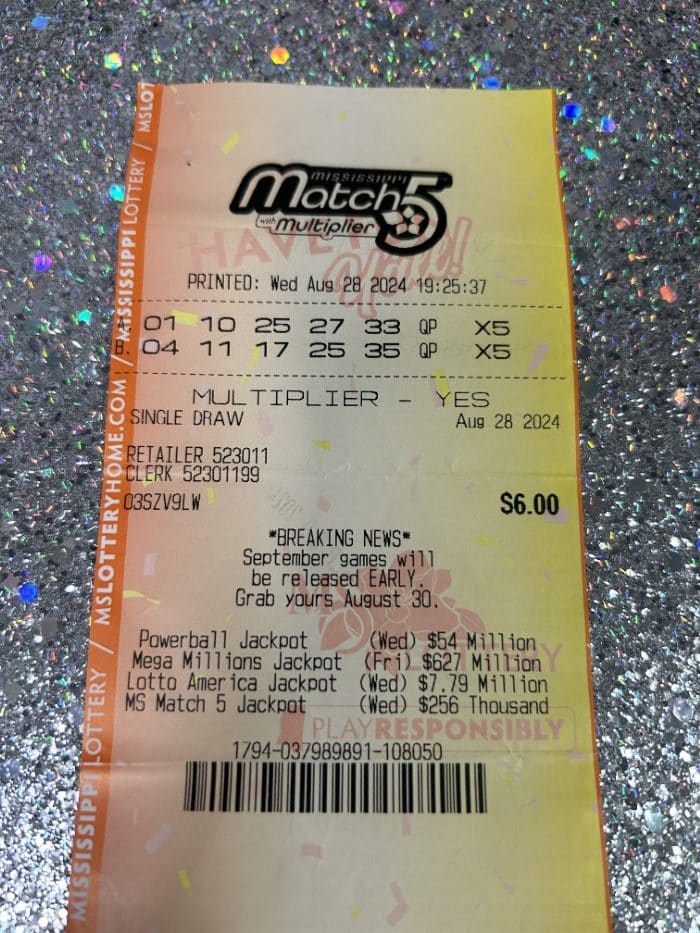 MISSISSIPPI
Match 5
with Multiplier
HAVE
PRINTED: Wed Aug 28 2024 19:25:37
A. 01 10 25 27 33 QP X5
B. 04 11 17 25 35 QP X5
MULTIPLIER - YES
SINGLE DRAW Aug 28 2024
RETAILER 523011
CLERK 52301199
03SZV9LW $6.00
*BREAKING NEWS*
September games will
be released EARLY.
Grab yours August 30.
Powerball Jackpot (Wed) $54 Million
Mega Millions Jackpot (Fri) $627 Million
Lotto America Jackpot (Wed) $7.79 Million
MS Match 5 Jackpot (Wed) $256 Thousand
PLAYRESPONSIBLY
1794-037989891-108050
MISSISSIPPI LOTTERY / MSLOTTERYHOME.COM / MISSISSIPPI LOTTERY / MSLOT